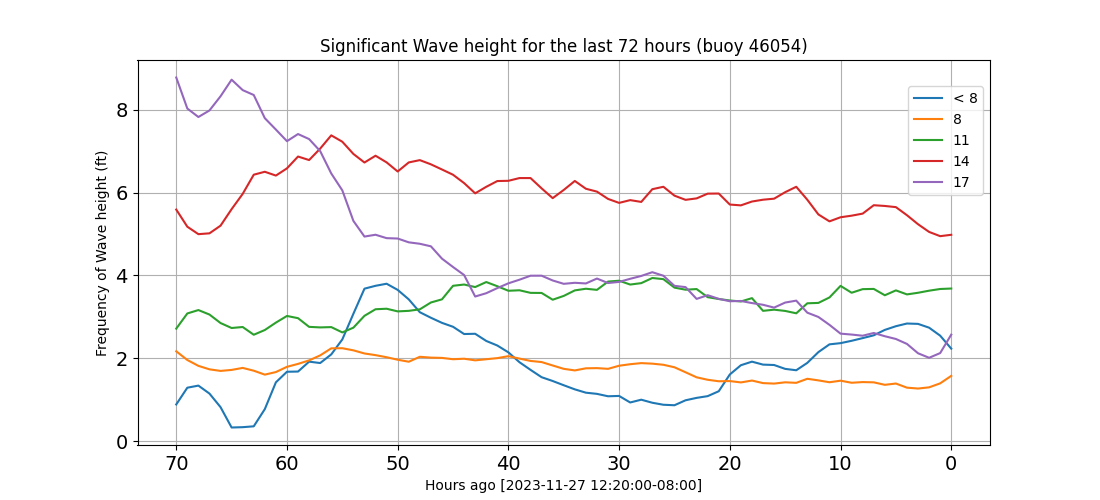 Significant Wave height for the last 72 hours (buoy 46054)
Frequency of Wave height (ft)
8
6
4
2
0
< 8
8
11
14
17
70 60 50 40 30 20 10 0
Hours ago [2023-11-27 12:20:00-08:00]